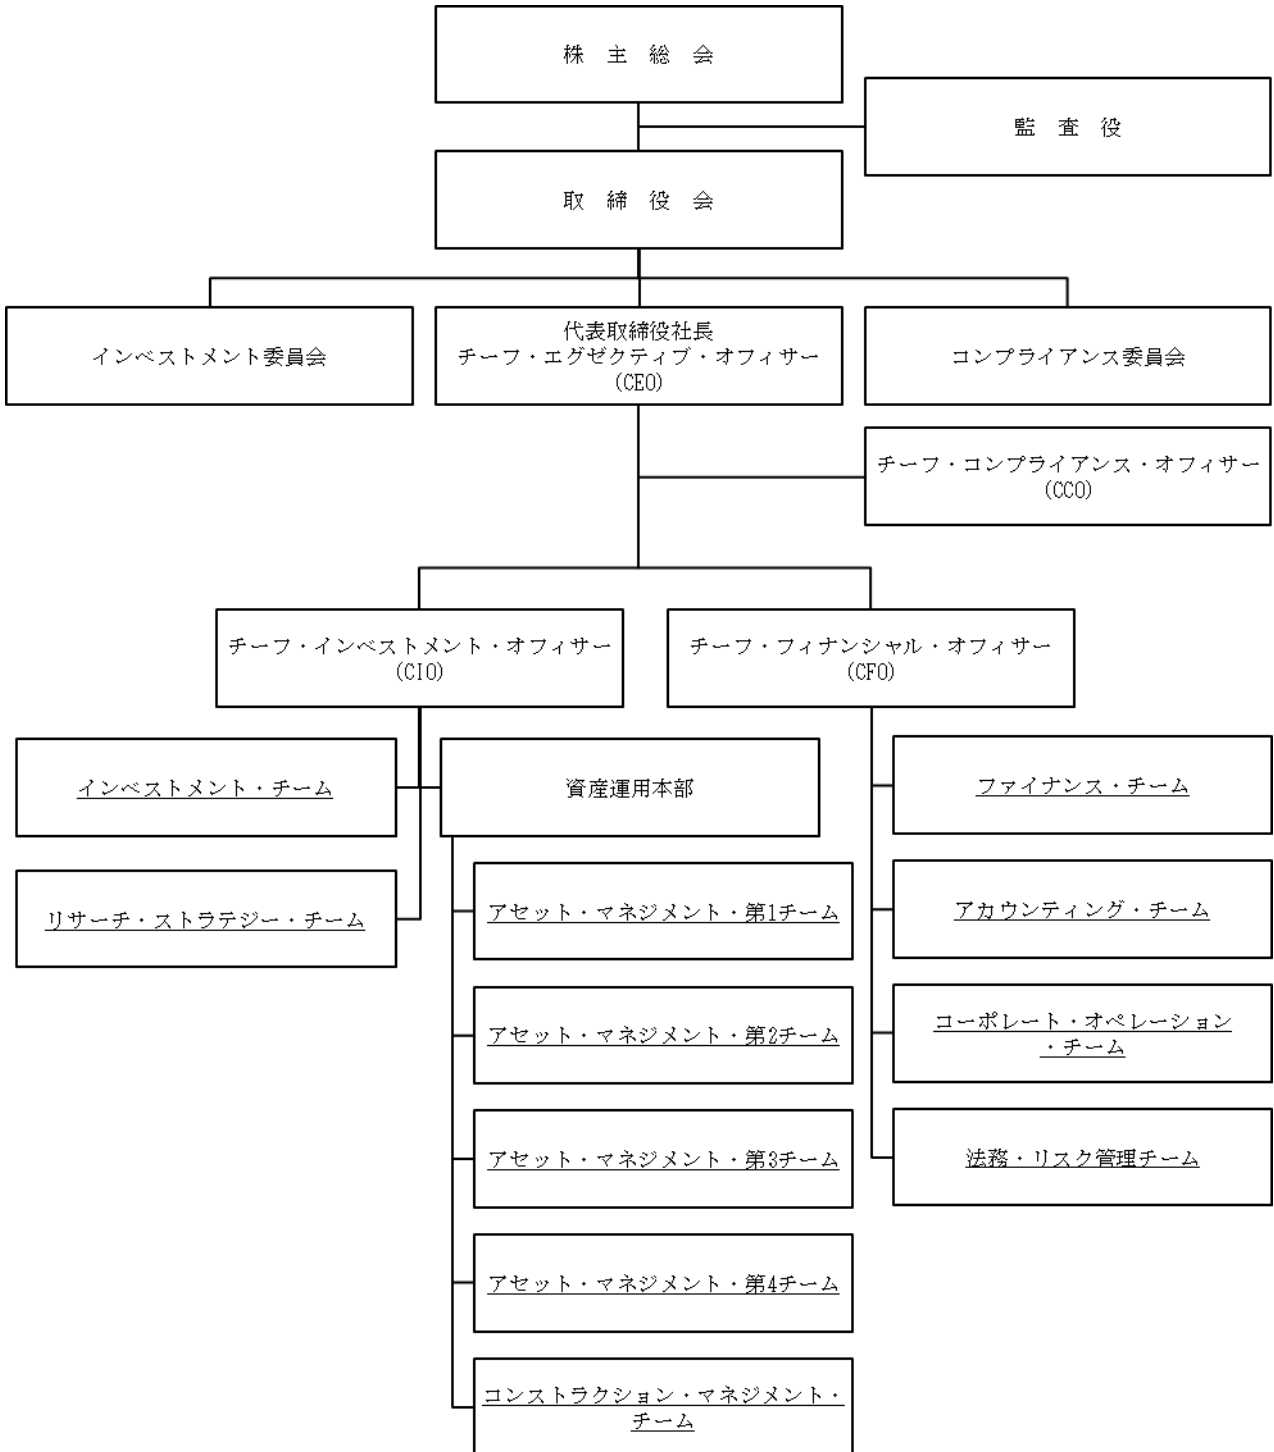 株主総会
監査役
取締役会
インベストメント委員会
代表取締役社長
チーフ・エグゼクティブ・オフィサー
(CEO)
コンプライアンス委員会
チーフ・コンプライアンス・オフィサー
(CCO)
チーフ・インベストメント・オフィサー
(CIO)
チーフ・フィナンシャル・オフィサー
(CFO)
インベストメント・チーム
リサーチ・ストラテジー・チーム
資産運用本部
アセット・マネジメント・第1チーム
アセット・マネジメント・第2チーム
アセット・マネジメント・第3チーム
アセット・マネジメント・第4チーム
コンストラクション・マネジメント・
チーム
ファイナンス・チーム
アカウンティング・チーム
コーポレート・オペレーション
・チーム
法務・リスク管理チーム